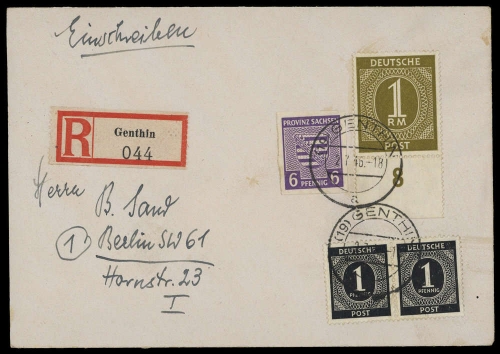 Einschreiben
R
Genthin
044
Herrn B. Sand
1 Berlin SW 61
Hornstr. 23
I
PROVINZ SACHSEN
6 PFENNIG 6
DEUTSCHE
1
RM
POST
8
(19) GENTHIN
a
(19) GENTHIN
DEUTSCHE
1
PFENNIG
POST
DEUTSCHE
1
PFENNIG
POST